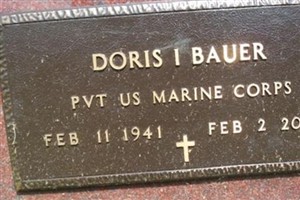 DORIS I BAUER
PVT US MARINE CORPS
FEB 11 1941 FEB 2 20